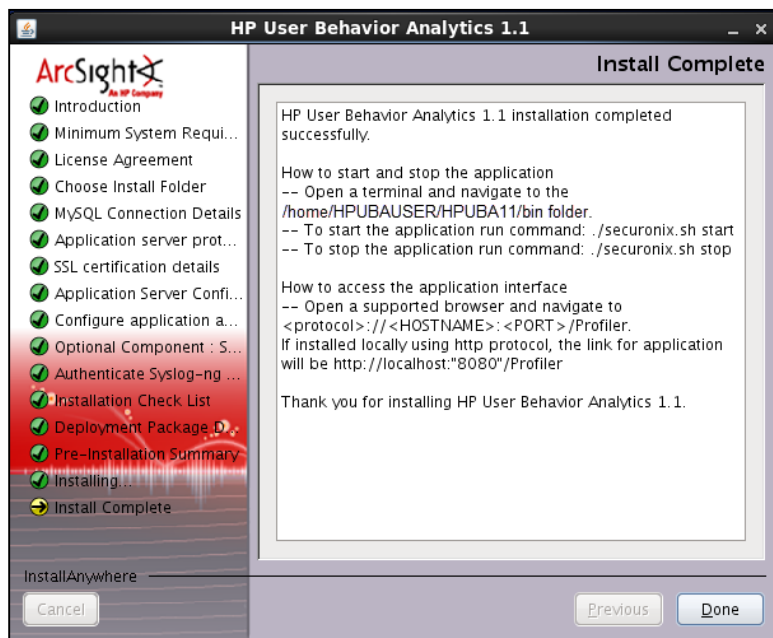 HP User Behavior Analytics 1.1
ArcSight
An HP Company
Introduction
Minimum System Requi...
License Agreement
Choose Install Folder
MySQL Connection Details
Application server prot...
SSL certification details
Application Server Confi...
Configure application a...
Optional Component : S...
Authenticate Syslog-ng ...
Installation Check List
Deployment Package D...
Pre-Installation Summary
Installing...
Install Complete
Install Complete
HP User Behavior Analytics 1.1 installation completed
successfully.
How to start and stop the application
-- Open a terminal and navigate to the
/home/HPUBAUSER/HPUBA11/bin folder.
-- To start the application run command: ./securonix.sh start
-- To stop the application run command: ./securonix.sh stop
How to access the application interface
-- Open a supported browser and navigate to
<protocol>://<HOSTNAME>:<PORT>/Profiler.
If installed locally using http protocol, the link for application
will be http://localhost:"8080"/Profiler
Thank you for installing HP User Behavior Analytics 1.1.
InstallAnywhere
Cancel
Previous
Done